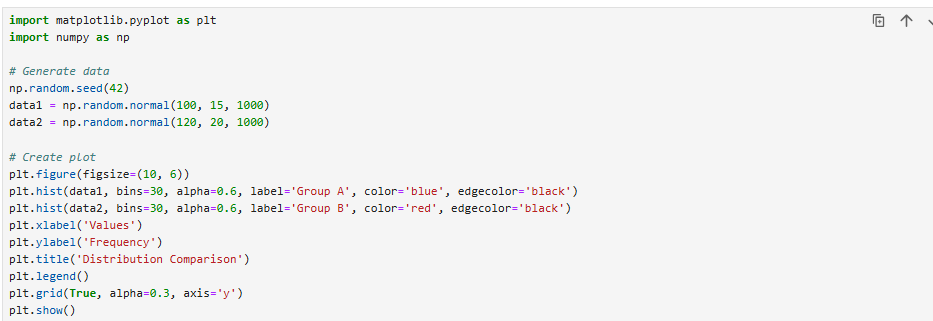 import matplotlib.pyplot as plt
import numpy as np

# Generate data
np.random.seed(42)
data1 = np.random.normal(100, 15, 1000)
data2 = np.random.normal(120, 20, 1000)

# Create plot
plt.figure(figsize=(10, 6))
plt.hist(data1, bins=30, alpha=0.6, label='Group A', color='blue', edgecolor='black')
plt.hist(data2, bins=30, alpha=0.6, label='Group B', color='red', edgecolor='black')
plt.xlabel('Values')
plt.ylabel('Frequency')
plt.title('Distribution Comparison')
plt.legend()
plt.grid(True, alpha=0.3, axis='y')
plt.show()